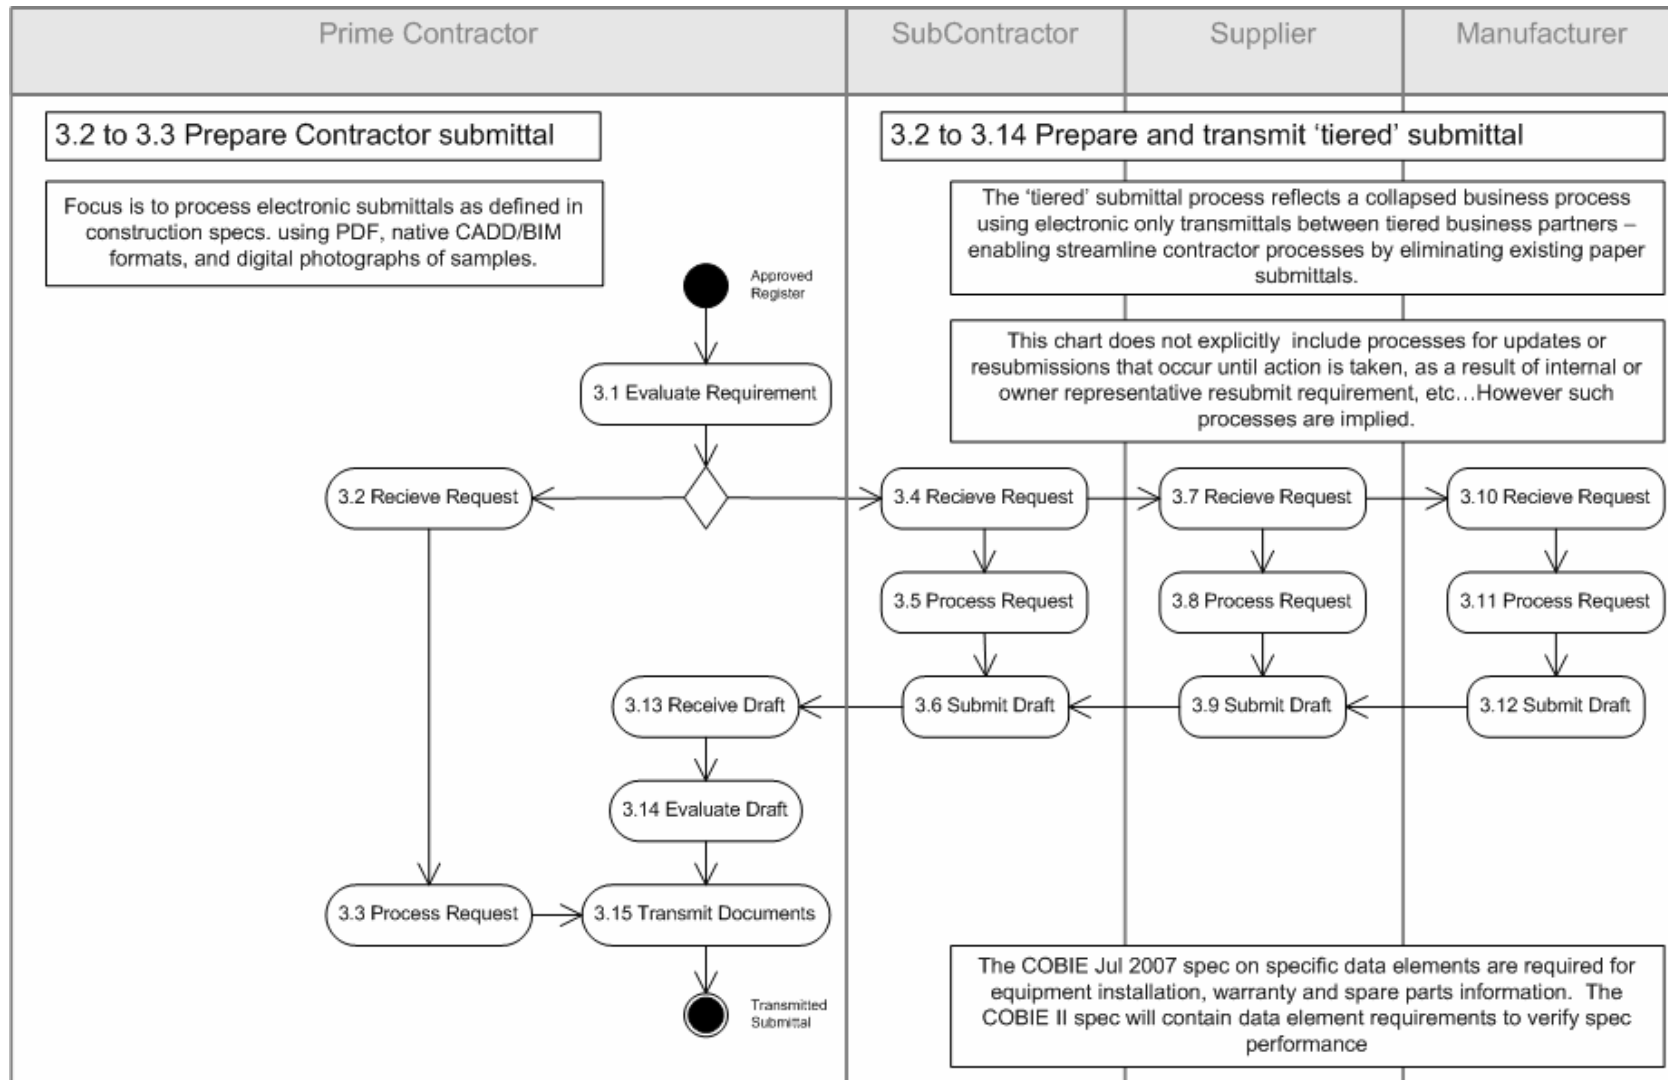 Prime Contractor
SubContractor
Supplier
Manufacturer
3.2 to 3.3 Prepare Contractor submittal
3.2 to 3.14 Prepare and transmit ‘tiered’ submittal
Focus is to process electronic submittals as defined in
construction specs. using PDF, native CADD/BIM
formats, and digital photographs of samples.
The ‘tiered’ submittal process reflects a collapsed business process
using electronic only transmittals between tiered business partners –
enabling streamline contractor processes by eliminating existing paper
submittals.
Approved
Register
This chart does not explicitly include processes for updates or
resubmissions that occur until action is taken, as a result of internal or
owner representative resubmit requirement, etc…However such
processes are implied.
3.1 Evaluate Requirement
3.2 Recieve Request
3.4 Recieve Request
3.7 Recieve Request
3.10 Recieve Request
3.5 Process Request
3.8 Process Request
3.11 Process Request
3.13 Receive Draft
3.6 Submit Draft
3.9 Submit Draft
3.12 Submit Draft
3.14 Evaluate Draft
3.3 Process Request
3.15 Transmit Documents
Transmitted
Submittal
The COBIE Jul 2007 spec on specific data elements are required for
equipment installation, warranty and spare parts information. The
COBIE II spec will contain data element requirements to verify spec
performance